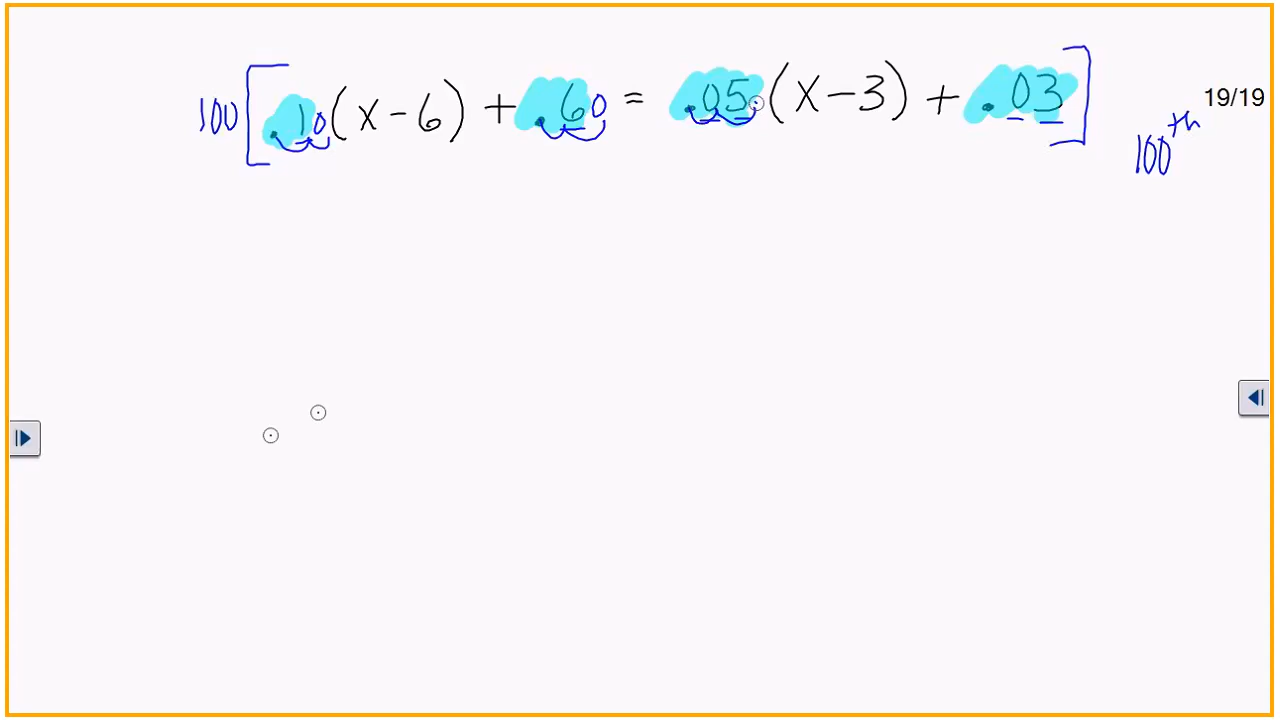 100[.10(x-6) + .60 = .05(x-3) + .03]
19/19
100th